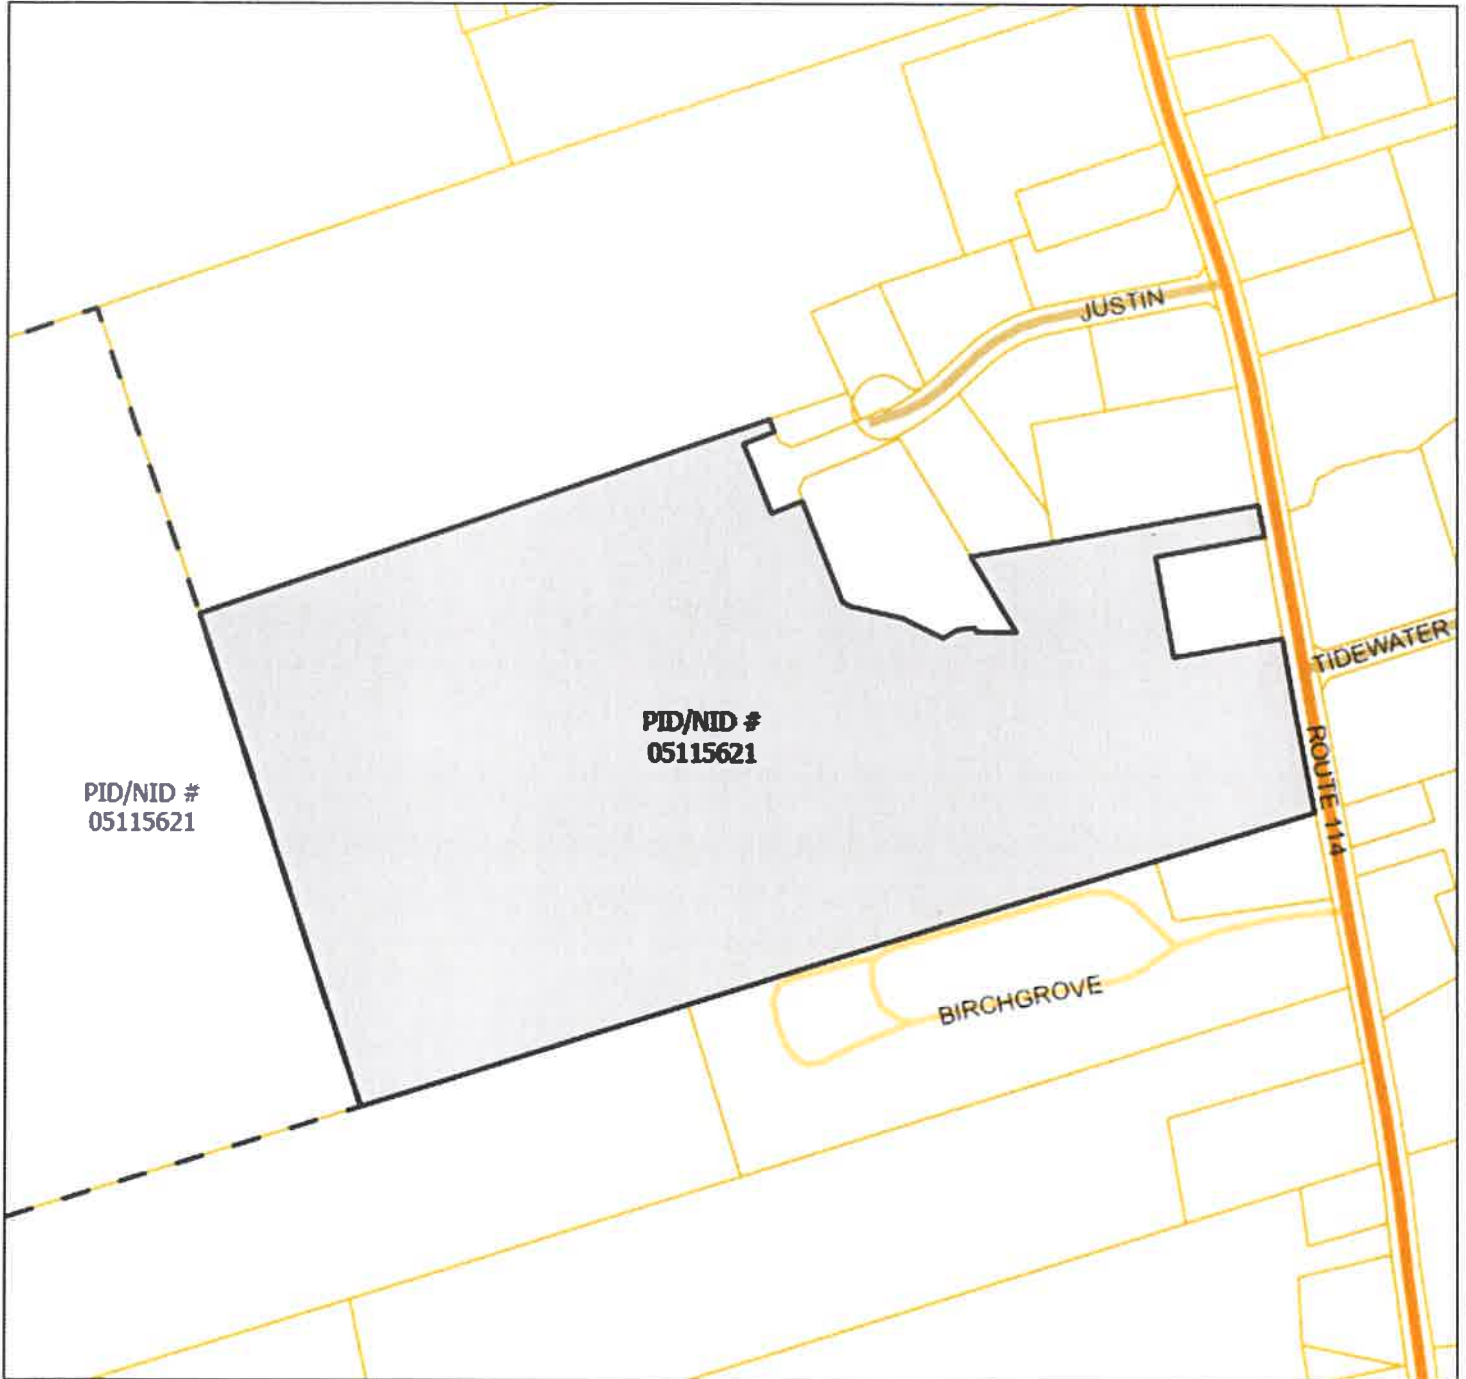 JUSTIN
TIDEWATER
PID/NID #
05115621
ROUTE 114
PID/NID #
05115621
BIRCHGROVE